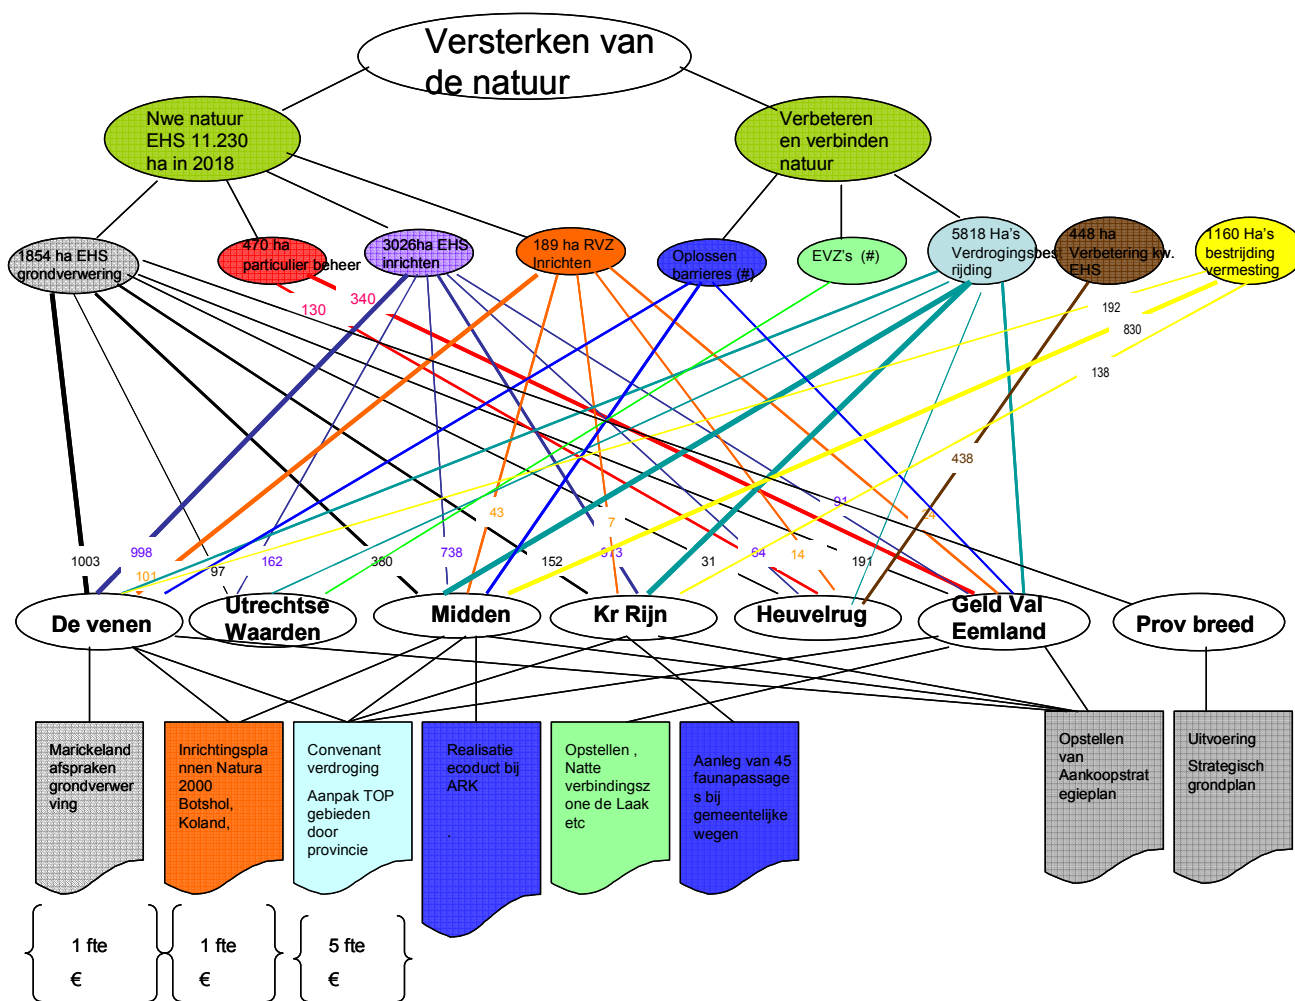 Versterken van
de natuur
Nwe natuur
EHS 11.230
ha in 2018
Verbeteren
en verbinden
natuur
1854 ha EHS
grondverwering
470 ha
particulier beheer
3026ha EHS
inrichten
189 ha RVZ
Inrichten
Oplossen
barrieres (#)
EVZ's (#)
5818 Ha's
Verdrogingsbes
rijding
448 ha
Verbetering kw.
EHS
1160 Ha's
bestrijding
vermesting
130
340
192
830
138
438
91
24
43
7
1003
998
101
97
162
380
738
152
31
64
14
191
De venen
Utrechtse
Waarden
Midden
Kr Rijn
Heuvelrug
Geld Val
Eemland
Prov breed
Marickeland
afspraken
grondverwer
ving
Inrichtingspla
nnen Natura
2000
Botshol,
Koland,
Convenant
verdroging
Aanpak TOP
gebieden
door
provincie
Realisatie
ecoduct bij
ARK
.
Opstellen ,
Natte
verbindingsz
one de Laak
etc
Aanleg van 45
faunapassage
s bij
gemeentelijke
wegen
Opstellen
van
Aankoopstrat
egieplan
Uitvoering
Strategisch
grondplan
1 fte
€
1 fte
€
5 fte
€